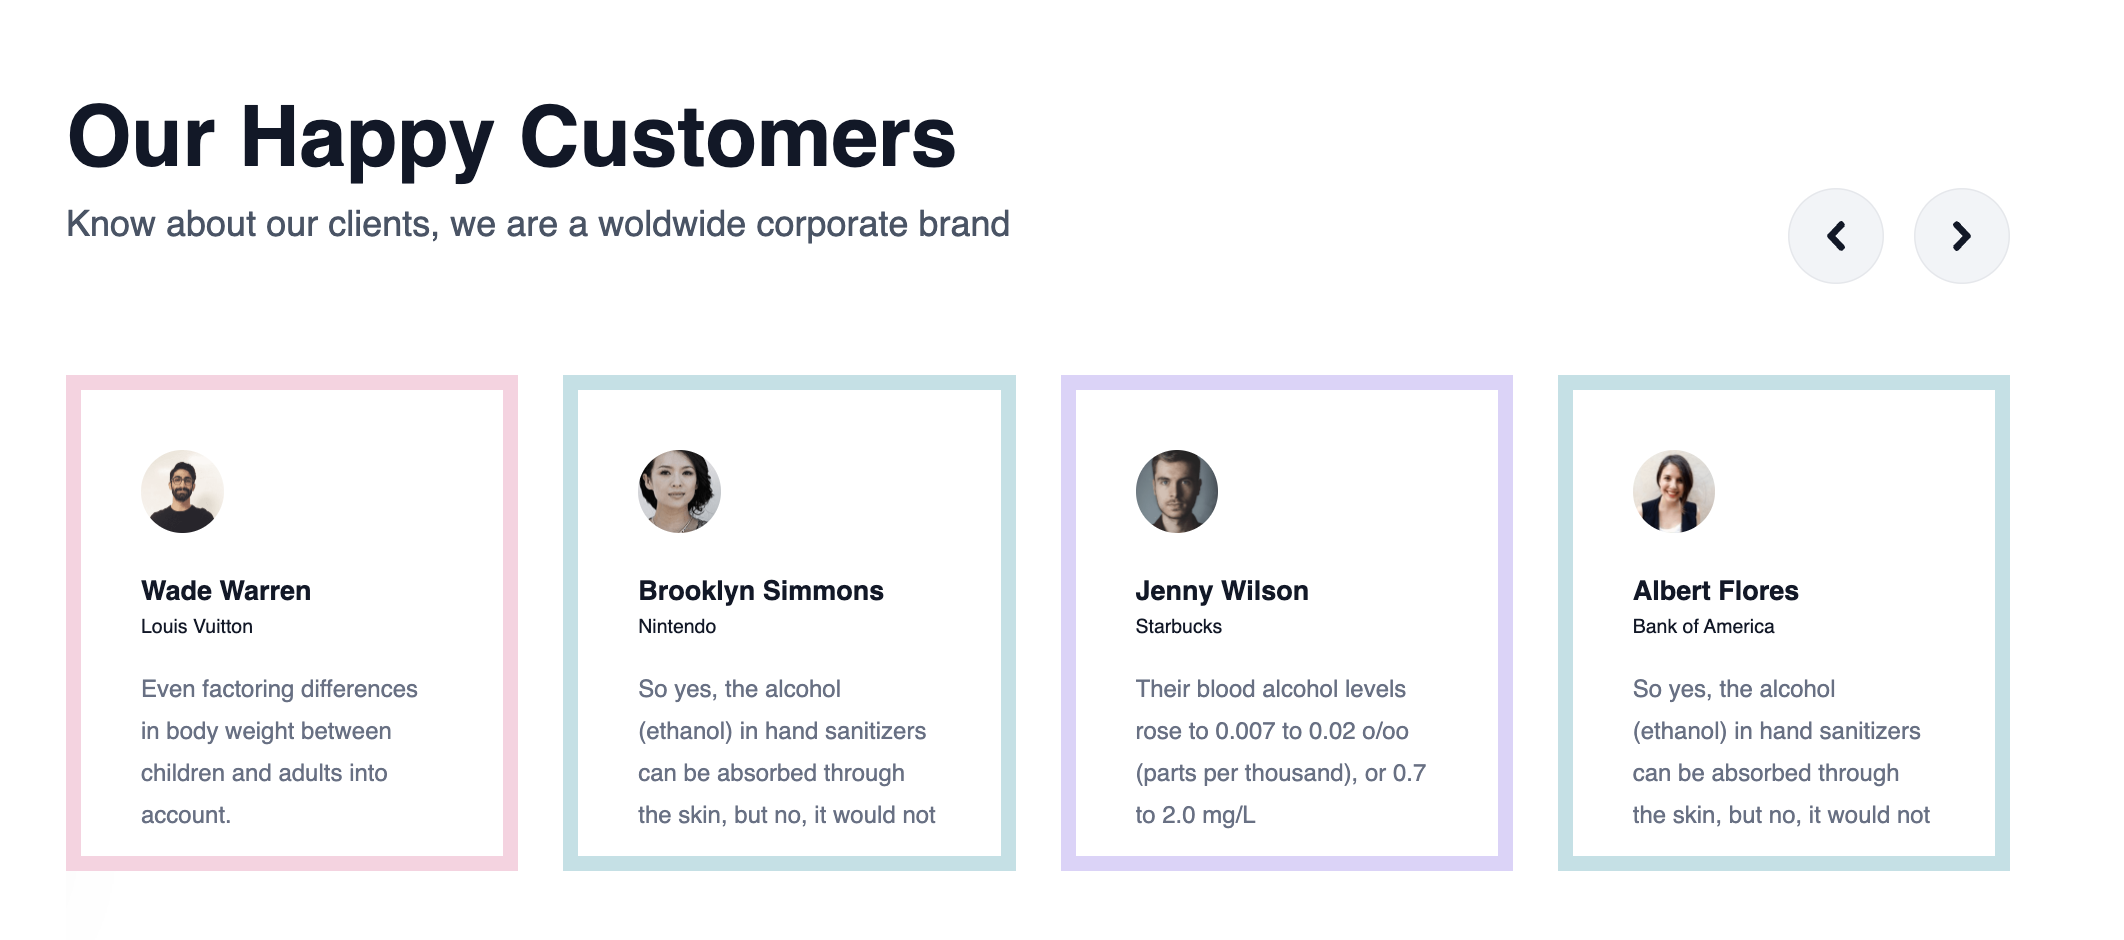 Our Happy Customers
Know about our clients, we are a woldwide corporate brand
Wade Warren
Louis Vuitton
Even factoring differences
in body weight between
children and adults into
account.
Brooklyn Simmons
Nintendo
So yes, the alcohol
(ethanol) in hand sanitizers
can be absorbed through
the skin, but no, it would not
Jenny Wilson
Starbucks
Their blood alcohol levels
rose to 0.007 to 0.02 o/oo
(parts per thousand), or 0.7
to 2.0 mg/L
Albert Flores
Bank of America
So yes, the alcohol
(ethanol) in hand sanitizers
can be absorbed through
the skin, but no, it would not